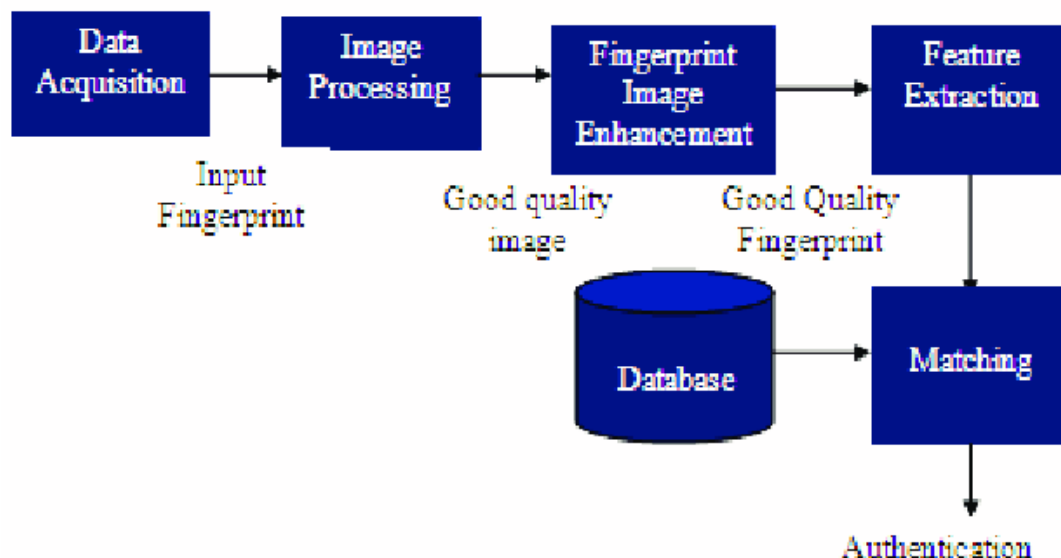 Data
Acquisition
Image
Processing
Fingerprint
Image
Enhancement
Feature
Extraction
Input
Fingerprint
Good quality
image
Good Quality
Fingerprint
Database
Matching
Authentication